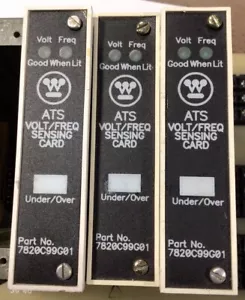 Volt Freq
Good When Lit
ATS
VOLT/FREQ
SENSING
CARD
Under/Over
Part No.
7820C99G01
Volt Freq
Good When Lit
ATS
VOLT/FREQ
SENSING
CARD
Under/Over
Part No.
7820C99G01
Volt Freq
Good When Lit
ATS
VOLT/FREQ
SENSING
CARD
Under/Over
Part No.
7820C99G01